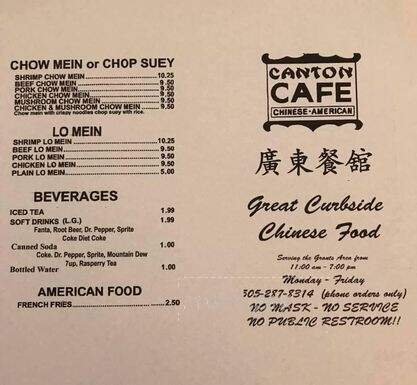 CHOW MEIN or CHOP SUEY
SHRIMP CHOW MEIN 10.25
BEEF CHOW MEIN 9.50
PORK CHOW MEIN 9.50
CHICKEN CHOW MEIN 9.50
MUSHROOM CHOW MEIN 9.50
CHICKEN & MUSHROOM CHOW MEIN 9.50
Chow mein with crispy noodles chop suey with rice.
LO MEIN
SHRIMP LO MEIN 10.25
BEEF LO MEIN 9.50
PORK LO MEIN 9.50
CHICKEN LO MEIN 9.50
PLAIN LO MEIN 5.00
BEVERAGES
ICED TEA 1.99
SOFT DRINKS (L.G.) 1.99
Fanta, Root Beer, Dr. Pepper, Sprite
Coke Diet Coke
Canned Soda 1.00
Coke. Dr. Pepper, Sprite, Mountain Dew
7up, Rasperry Tea
Bottled Water 1.00
AMERICAN FOOD
FRENCH FRIES 2.50
CANTON
CAFE
CHINESE-AMERICAN
廣東餐舘
Great Curbside
Chinese Food
Serving the Grants Area from
11:00 am - 7:00 pm
Monday - Friday
505-287-8314 (phone orders only)
NO MASK - NO SERVICE
NO PUBLIC RESTROOM!!